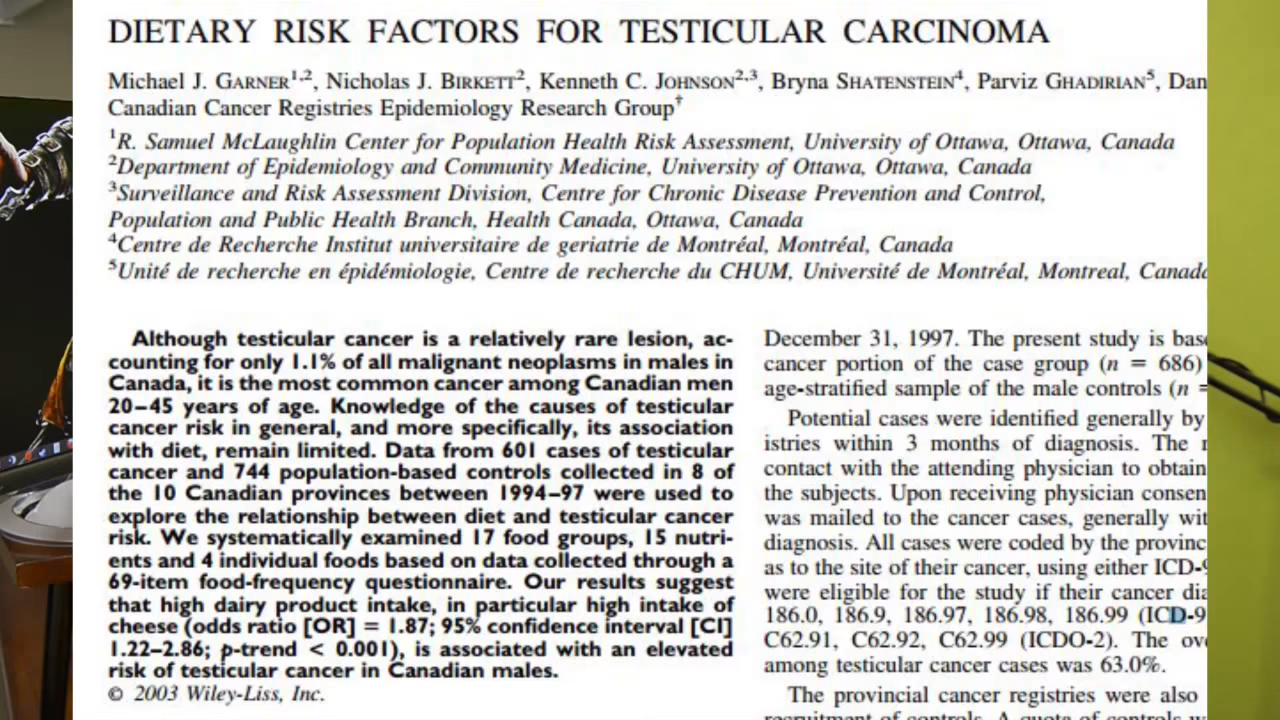 DIETARY RISK FACTORS FOR TESTICULAR CARCINOMA
Michael J. GARNER1,2, Nicholas J. BIRKETT2, Kenneth C. JOHNSON2,3, Bryna SHATENSTEIN4, Parviz GHADIRIAN5, Dan
Canadian Cancer Registries Epidemiology Research Group†
1R. Samuel McLaughlin Center for Population Health Risk Assessment, University of Ottawa, Ottawa, Canada
2Department of Epidemiology and Community Medicine, University of Ottawa, Ottawa, Canada
3Surveillance and Risk Assessment Division, Centre for Chronic Disease Prevention and Control,
Population and Public Health Branch, Health Canada, Ottawa, Canada
4Centre de Recherche Institut universitaire de geriatrie de Montréal, Montréal, Canada
5Unité de recherche en épidémiologie, Centre de recherche du CHUM, Université de Montréal, Montreal, Canada
Although testicular cancer is a relatively rare lesion, ac-
counting for only 1.1% of all malignant neoplasms in males in
Canada, it is the most common cancer among Canadian men
20–45 years of age. Knowledge of the causes of testicular
cancer risk in general, and more specifically, its association
with diet, remain limited. Data from 601 cases of testicular
cancer and 744 population-based controls collected in 8 of
the 10 Canadian provinces between 1994–97 were used to
explore the relationship between diet and testicular cancer
risk. We systematically examined 17 food groups, 15 nutri-
ents and 4 individual foods based on data collected through a
69-item food-frequency questionnaire. Our results suggest
that high dairy product intake, in particular high intake of
cheese (odds ratio [OR] = 1.87; 95% confidence interval [CI]
1.22–2.86; p-trend < 0.001), is associated with an elevated
risk of testicular cancer in Canadian males.
© 2003 Wiley-Liss, Inc.
December 31, 1997. The present study is bas
cancer portion of the case group (n = 686)
age-stratified sample of the male controls (n =
Potential cases were identified generally by
istries within 3 months of diagnosis. The
contact with the attending physician to obtain
the subjects. Upon receiving physician consen
was mailed to the cancer cases, generally wit
diagnosis. All cases were coded by the provinc
as to the site of their cancer, using either ICD-9
were eligible for the study if their cancer dia
186.0, 186.9, 186.97, 186.98, 186.99 (ICD-9
C62.91, C62.92, C62.99 (ICDO-2). The ov
among testicular cancer cases was 63.0%.
The provincial cancer registries were also
recruitment of controls. A quota of controls w